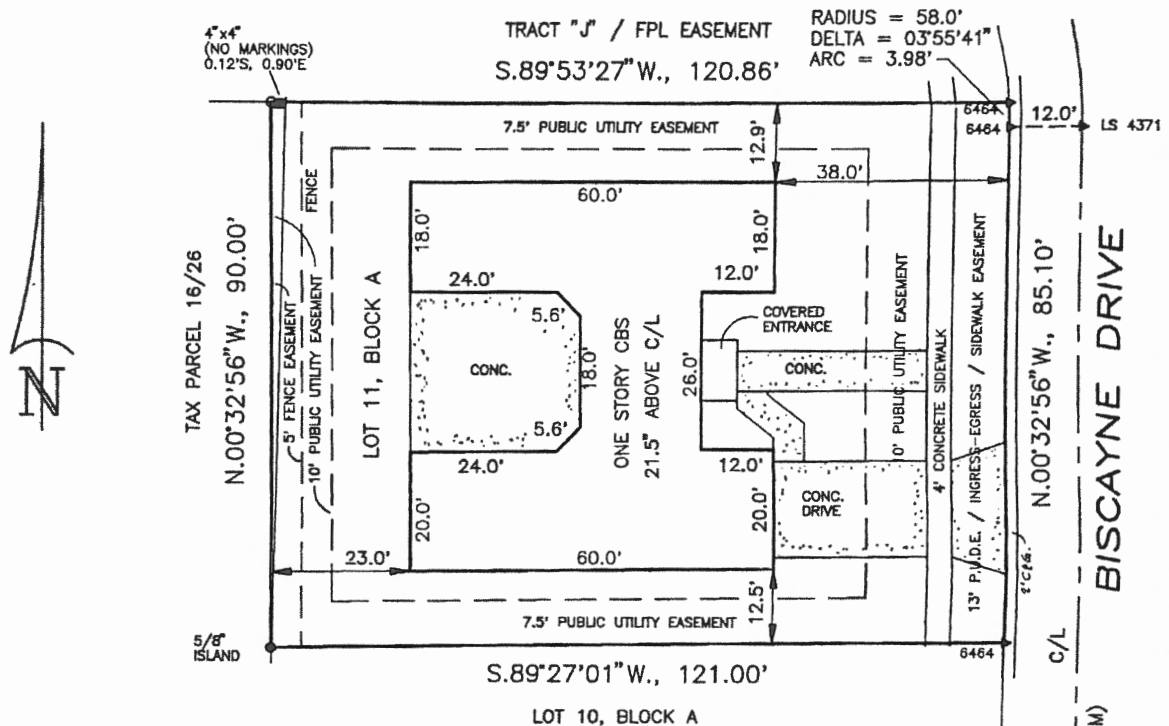 4"x4"
(NO MARKINGS)
0.12'S, 0.90'E
TRACT "J" / FPL EASEMENT
S.89°53'27"W., 120.86'
RADIUS = 58.0'
DELTA = 03°55'41"
ARC = 3.98'
6464
6464
12.0'
LS 4371
7.5' PUBLIC UTILITY EASEMENT
12.9'
38.0'
FENCE
60.0'
18.0'
18.0'
24.0'
12.0'
5.6'
COVERED
ENTRANCE
CONC.
18.0'
26.0'
CONC.
5.6'
24.0'
12.0'
CONC.
DRIVE
20.0'
20.0'
23.0'
60.0'
12.5'
7.5' PUBLIC UTILITY EASEMENT
N
TAX PARCEL 16/26
N.00°32'56"W., 90.00'
5' FENCE EASEMENT
10' PUBLIC UTILITY EASEMENT
LOT 11, BLOCK A
ONE STORY CBS
21.5" ABOVE C/L
10' PUBLIC UTILITY EASEMENT
4' CONCRETE SIDEWALK
13' P.U.D.E. / INGRESS-EGRESS / SIDEWALK EASEMENT
2' C&G.
N.00°32'56"W., 85.10'
BISCAYNE DRIVE
C/L
5/8"
ISLAND
6464
S.89°27'01"W., 121.00'
LOT 10, BLOCK A
M)